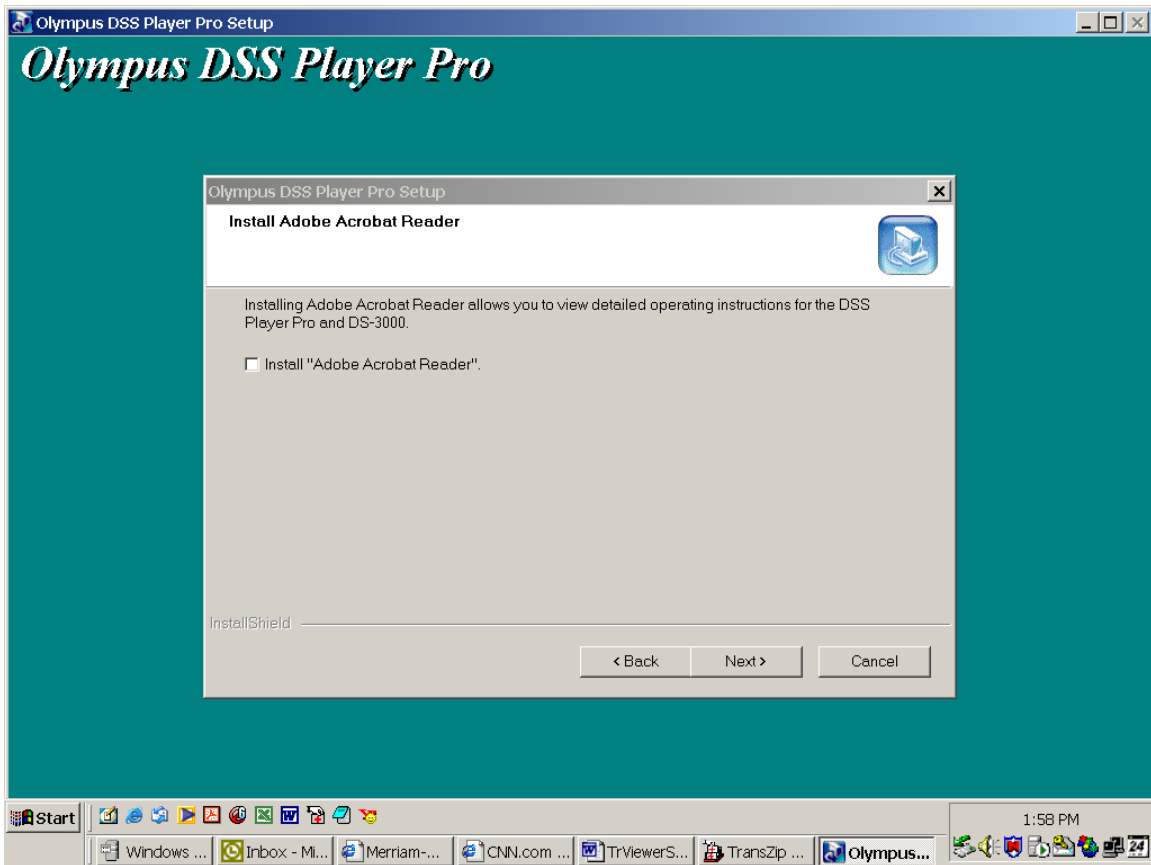 Olympus DSS Player Pro Setup
Olympus DSS Player Pro
Olympus DSS Player Pro Setup
Install Adobe Acrobat Reader
Installing Adobe Acrobat Reader allows you to view detailed operating instructions for the DSS
Player Pro and DS-3000.
Install "Adobe Acrobat Reader".
InstallShield
< Back
Next >
Cancel
Start
1:58 PM
Windows ...
Inbox - Mi...
Merriam-...
CNN.com ...
TrViewerS...
TransZip ...
Olympus...
24